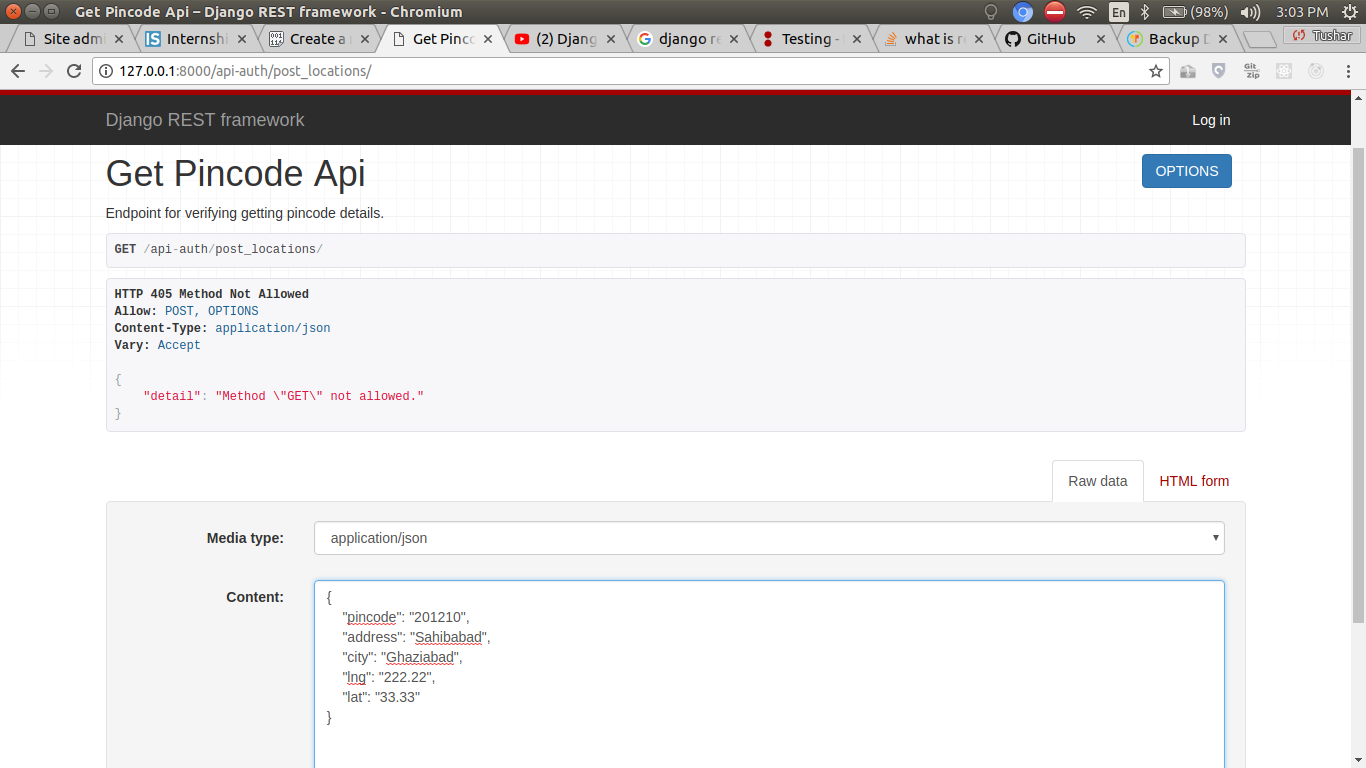 Get Pincode Api – Django REST framework - Chromium
En (98%) 3:03 PM
Site admi Internshi Create a Get Pinco (2) Djang django re Testing - what is r GitHub Backup D Tushar
127.0.0.1:8000/api-auth/post_locations/
Git Zip
Django REST framework Log in
Get Pincode Api OPTIONS
Endpoint for verifying getting pincode details.
GET /api-auth/post_locations/
HTTP 405 Method Not Allowed
Allow: POST, OPTIONS
Content-Type: application/json
Vary: Accept
{
"detail": "Method \"GET\" not allowed."
}
Raw data HTML form
Media type: application/json
Content: {
"pincode": "201210",
"address": "Sahibabad",
"city": "Ghaziabad",
"lng": "222.22",
"lat": "33.33"
}